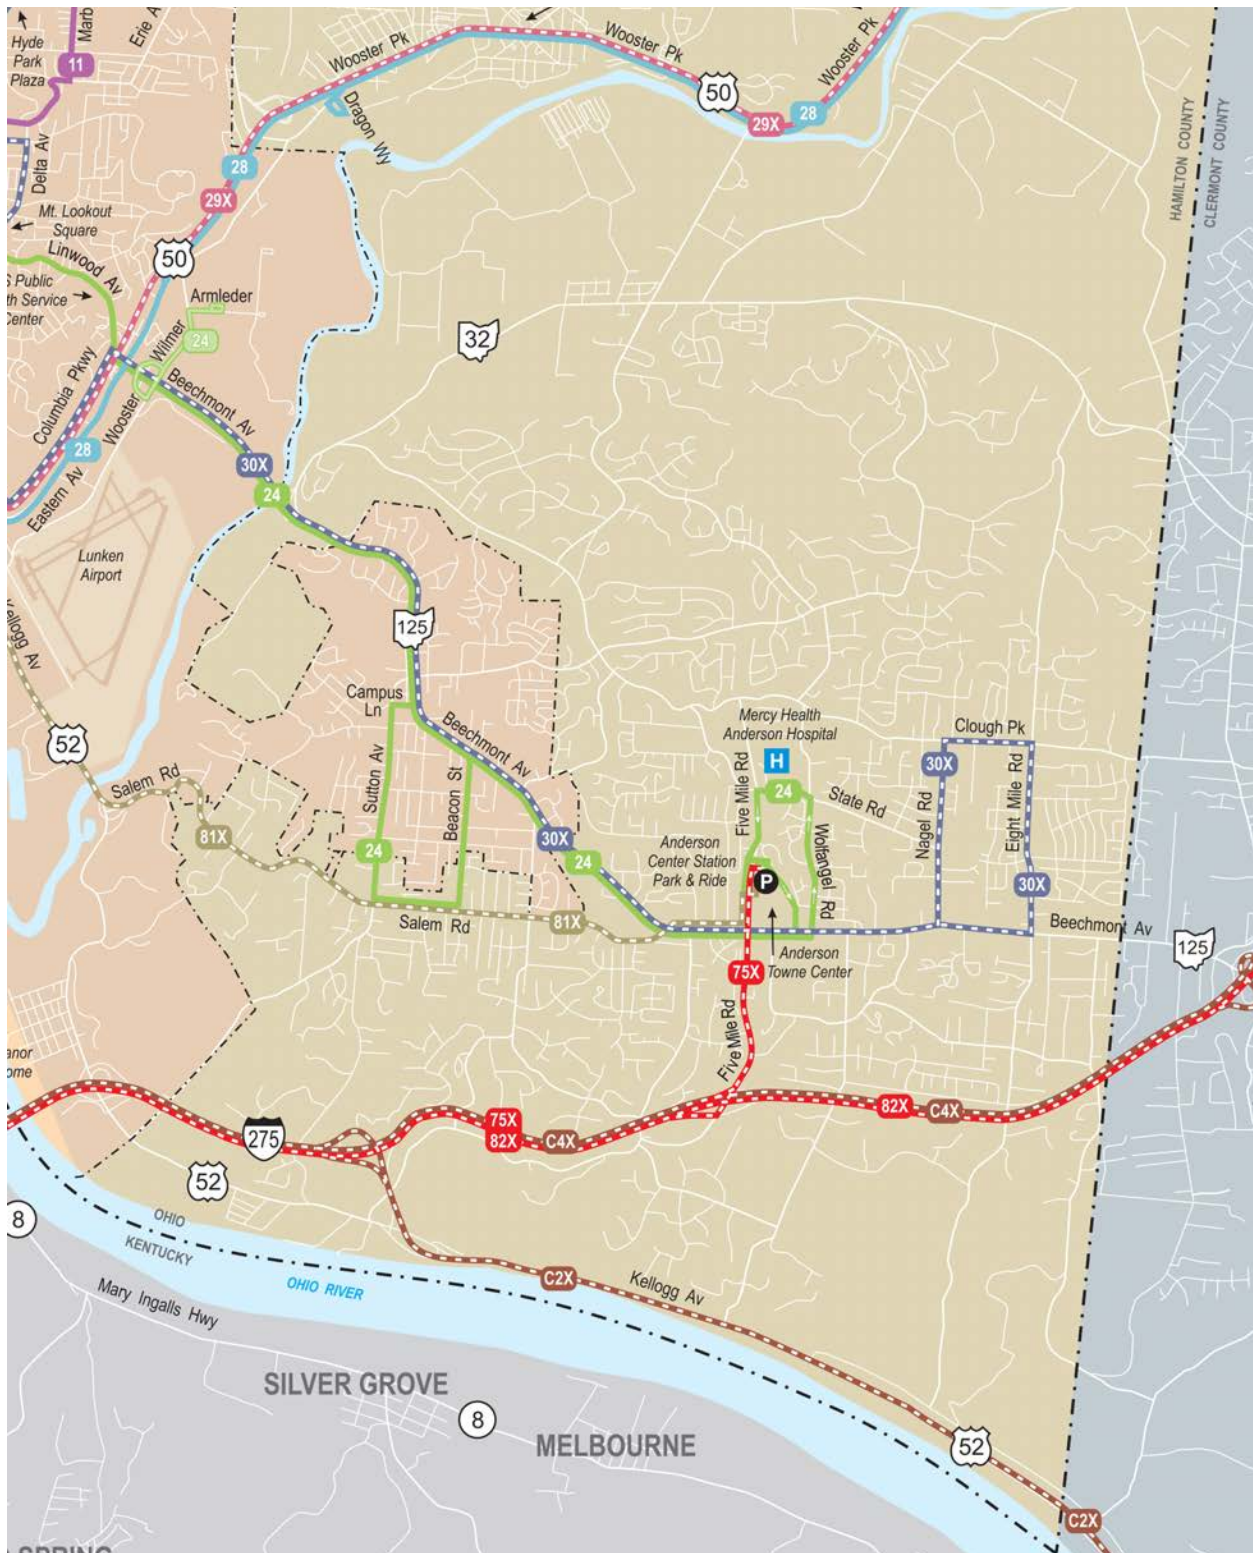 Hyde
Park
Plaza
11
Marb
Erie A
Wooster Pk
Wooster Pk
Wooster Pk
50
29X
28
Dragon Wy
Delta Av
28
29X
HAMILTON COUNTY
CLERMONT COUNTY
Mt. Lookout
Square
50
Linwood Av
S Public
th Service
Center
Armleder
Wilmer
24
32
Columbia Pkwy
Beechmont Av
Wooster
28
Eastern Av
30X
24
Lunken
Airport
125
Kellogg Av
52
Campus
Ln
Beechmont Av
Mercy Health
Anderson Hospital
H
Clough Pk
30X
Salem Rd
Sutton Av
Beacon St
Five Mile Rd
24
State Rd
Nagel Rd
Eight Mile Rd
81X
24
30X
24
Anderson
Center Station
Park & Ride
P
Wolfangel Rd
30X
Salem Rd
81X
Beechmont Av
125
75X
Anderson
Towne Center
Five Mile Rd
anor
ome
275
75X
82X
C4X
82X
C4X
52
8
OHIO
KENTUCKY
OHIO RIVER
Mary Ingalls Hwy
C2X
Kellogg Av
SILVER GROVE
8
MELBOURNE
52
C2X
SPRING